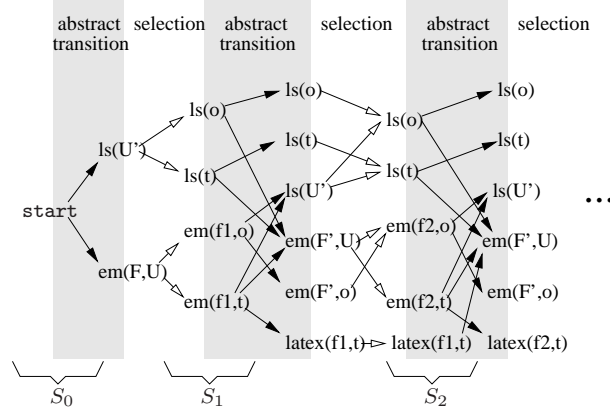 abstract transition
selection
abstract transition
selection
abstract transition
selection
start
ls(U')
em(F,U)
ls(o)
ls(t)
em(f1,o)
em(f1,t)
ls(o)
ls(t)
ls(U')
em(F',U)
em(F',o)
latex(f1,t)
ls(o)
ls(t)
em(f2,o)
em(f2,t)
latex(f1,t)
ls(o)
ls(t)
ls(U')
em(F',U)
em(F',o)
latex(f2,t)
...
S0
S1
S2